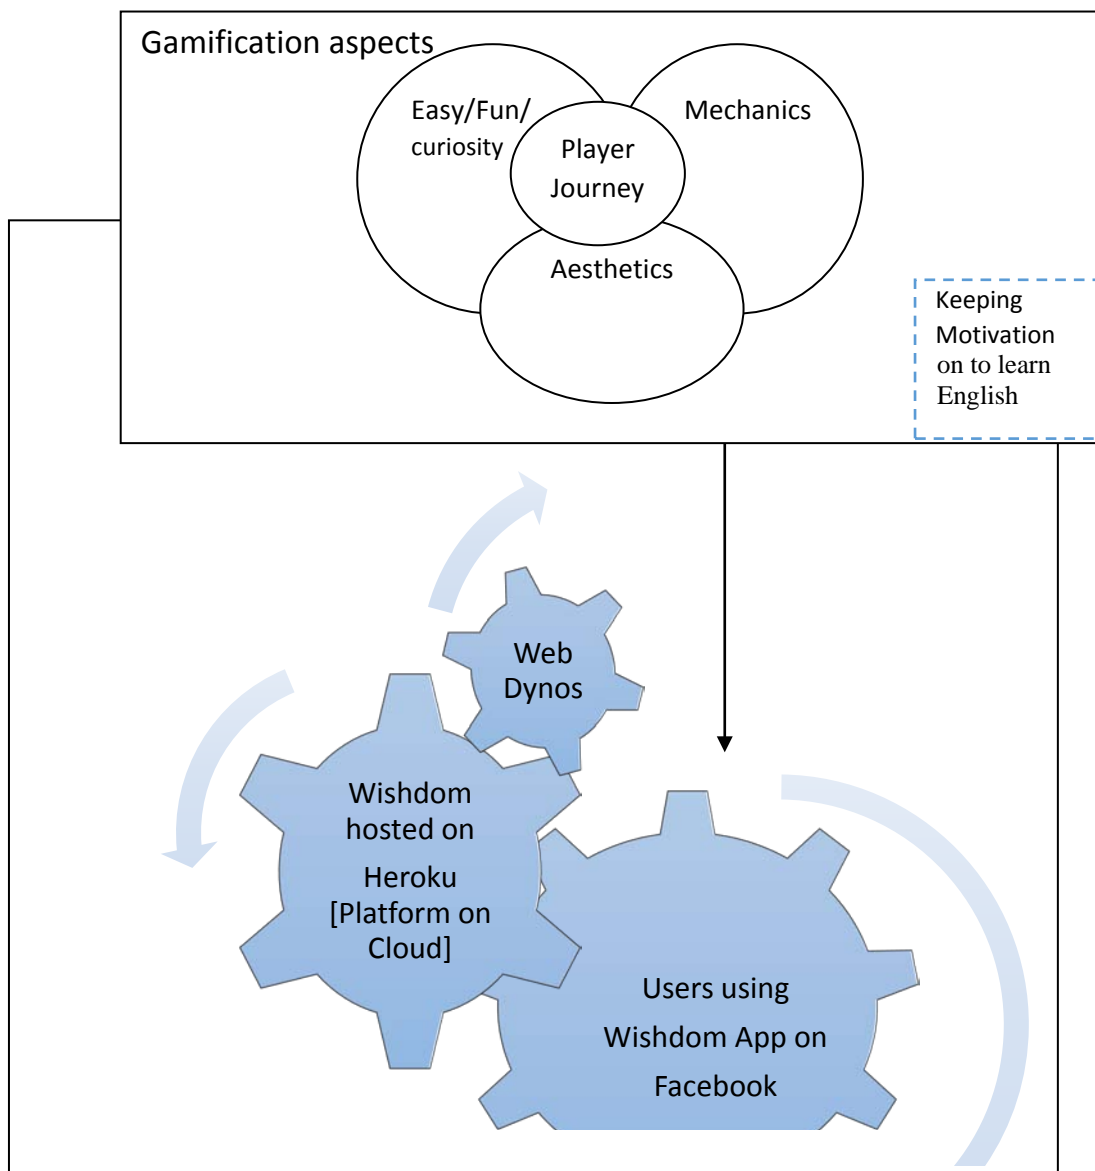 Gamification aspects
Easy/Fun/
curiosity
Mechanics
Player
Journey
Aesthetics
Keeping
Motivation
on to learn
English
Web
Dynos
Wishdom
hosted on
Heroku
[Platform on
Cloud]
Users using
Wishdom App on
Facebook